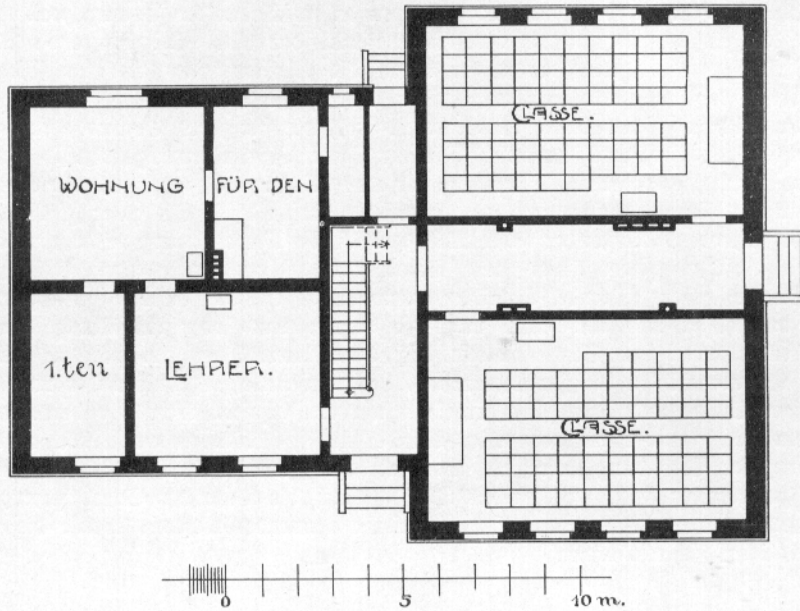 CLASSE.
WOHNUNG FÜR DEN
1.ten LEHRER.
CLASSE.
0 5 10 m.